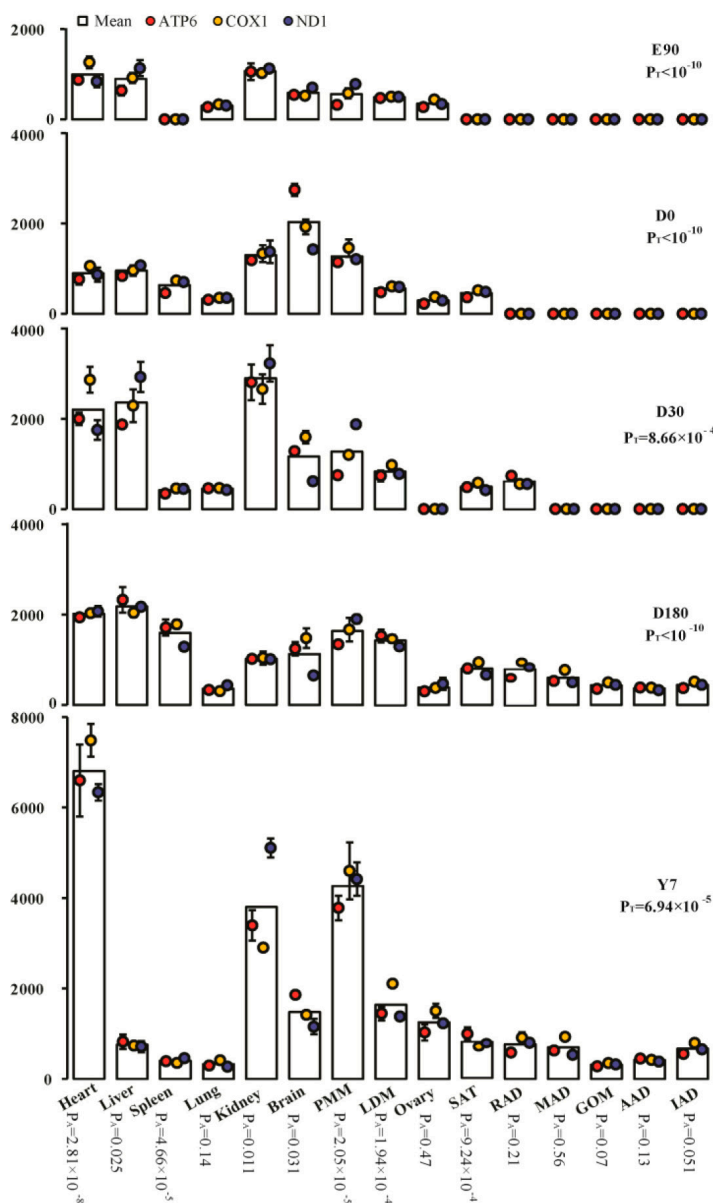 Mean ATP6 COX1 ND1
2000
1000
0
E90
PT<10-10
4000
2000
0
D0
PT<10-10
4000
2000
0
D30
PT=8.66×10-4
4000
2000
0
D180
PT<10-10
8000
6000
4000
2000
0
Y7
PT=6.94×10-5
Heart Liver Spleen Lung Kidney Brain PMM LDM Ovary SAT RAD MAD GOM AAD IAD
PA=2.81×10-8
PA=0.025
PA=4.66×10-5
PA=0.14
PA=0.011
PA=0.031
PA=2.05×10-5
PA=1.94×10-4
PA=0.47
PA=9.24×10-4
PA=0.21
PA=0.56
PA=0.07
PA=0.13
PA=0.051